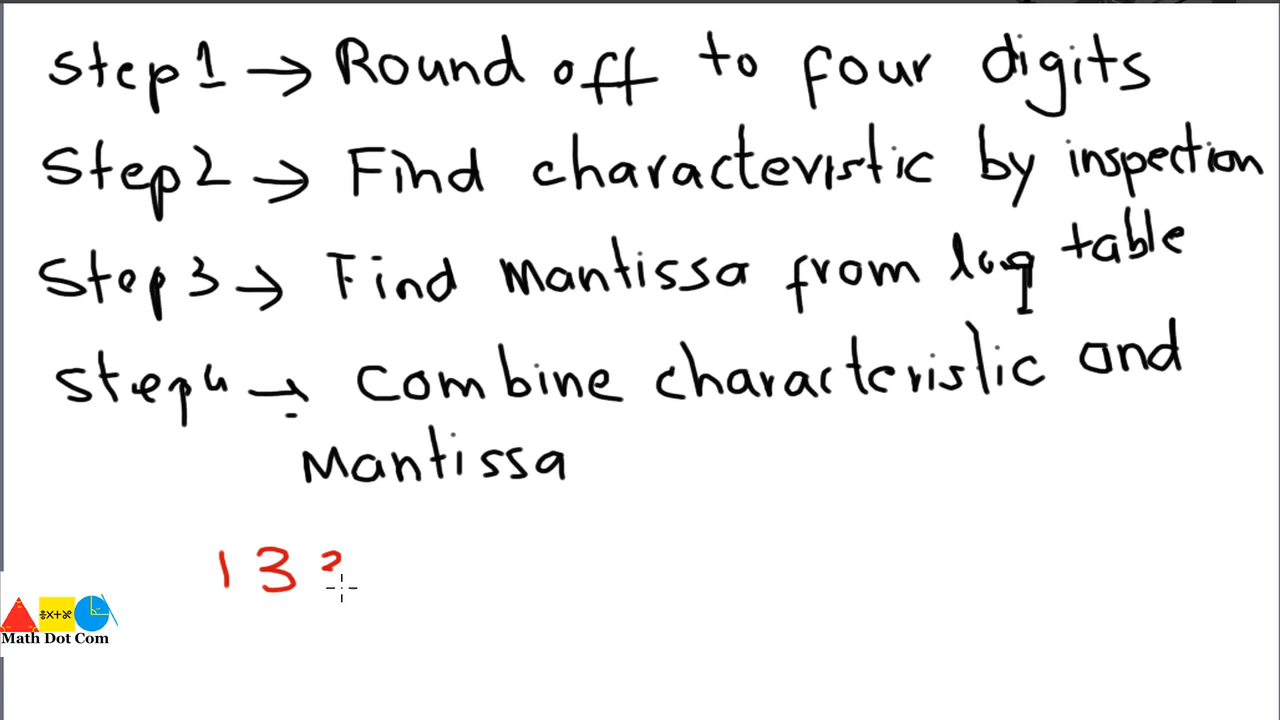 Step1 → Round off to four digits
Step2 → Find characteristic by inspection
Step3 → Find Mantissa from log table
Step4 → Combine characteristic and
Mantissa
13
÷x+
Math Dot Com